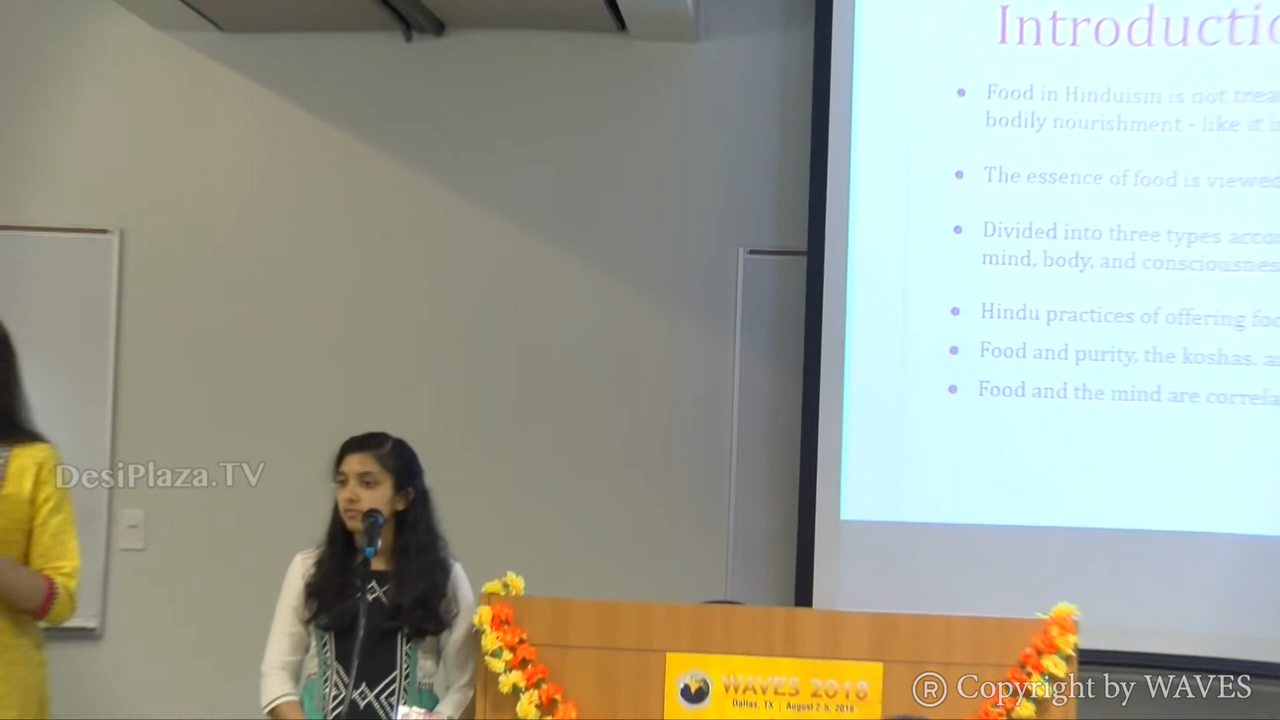 Introductio
Food in Hinduism is not trea
bodily nourishment - like it i
The essence of food is viewed
Divided into three types acco
mind, body, and consciousnes
Hindu practices of offering foo
Food and purity, the koshas, a
Food and the mind are correla
DesiPlaza.TV
WAVES 2018
Dallas, TX | August 2-5, 2018
® Copyright by WAVES